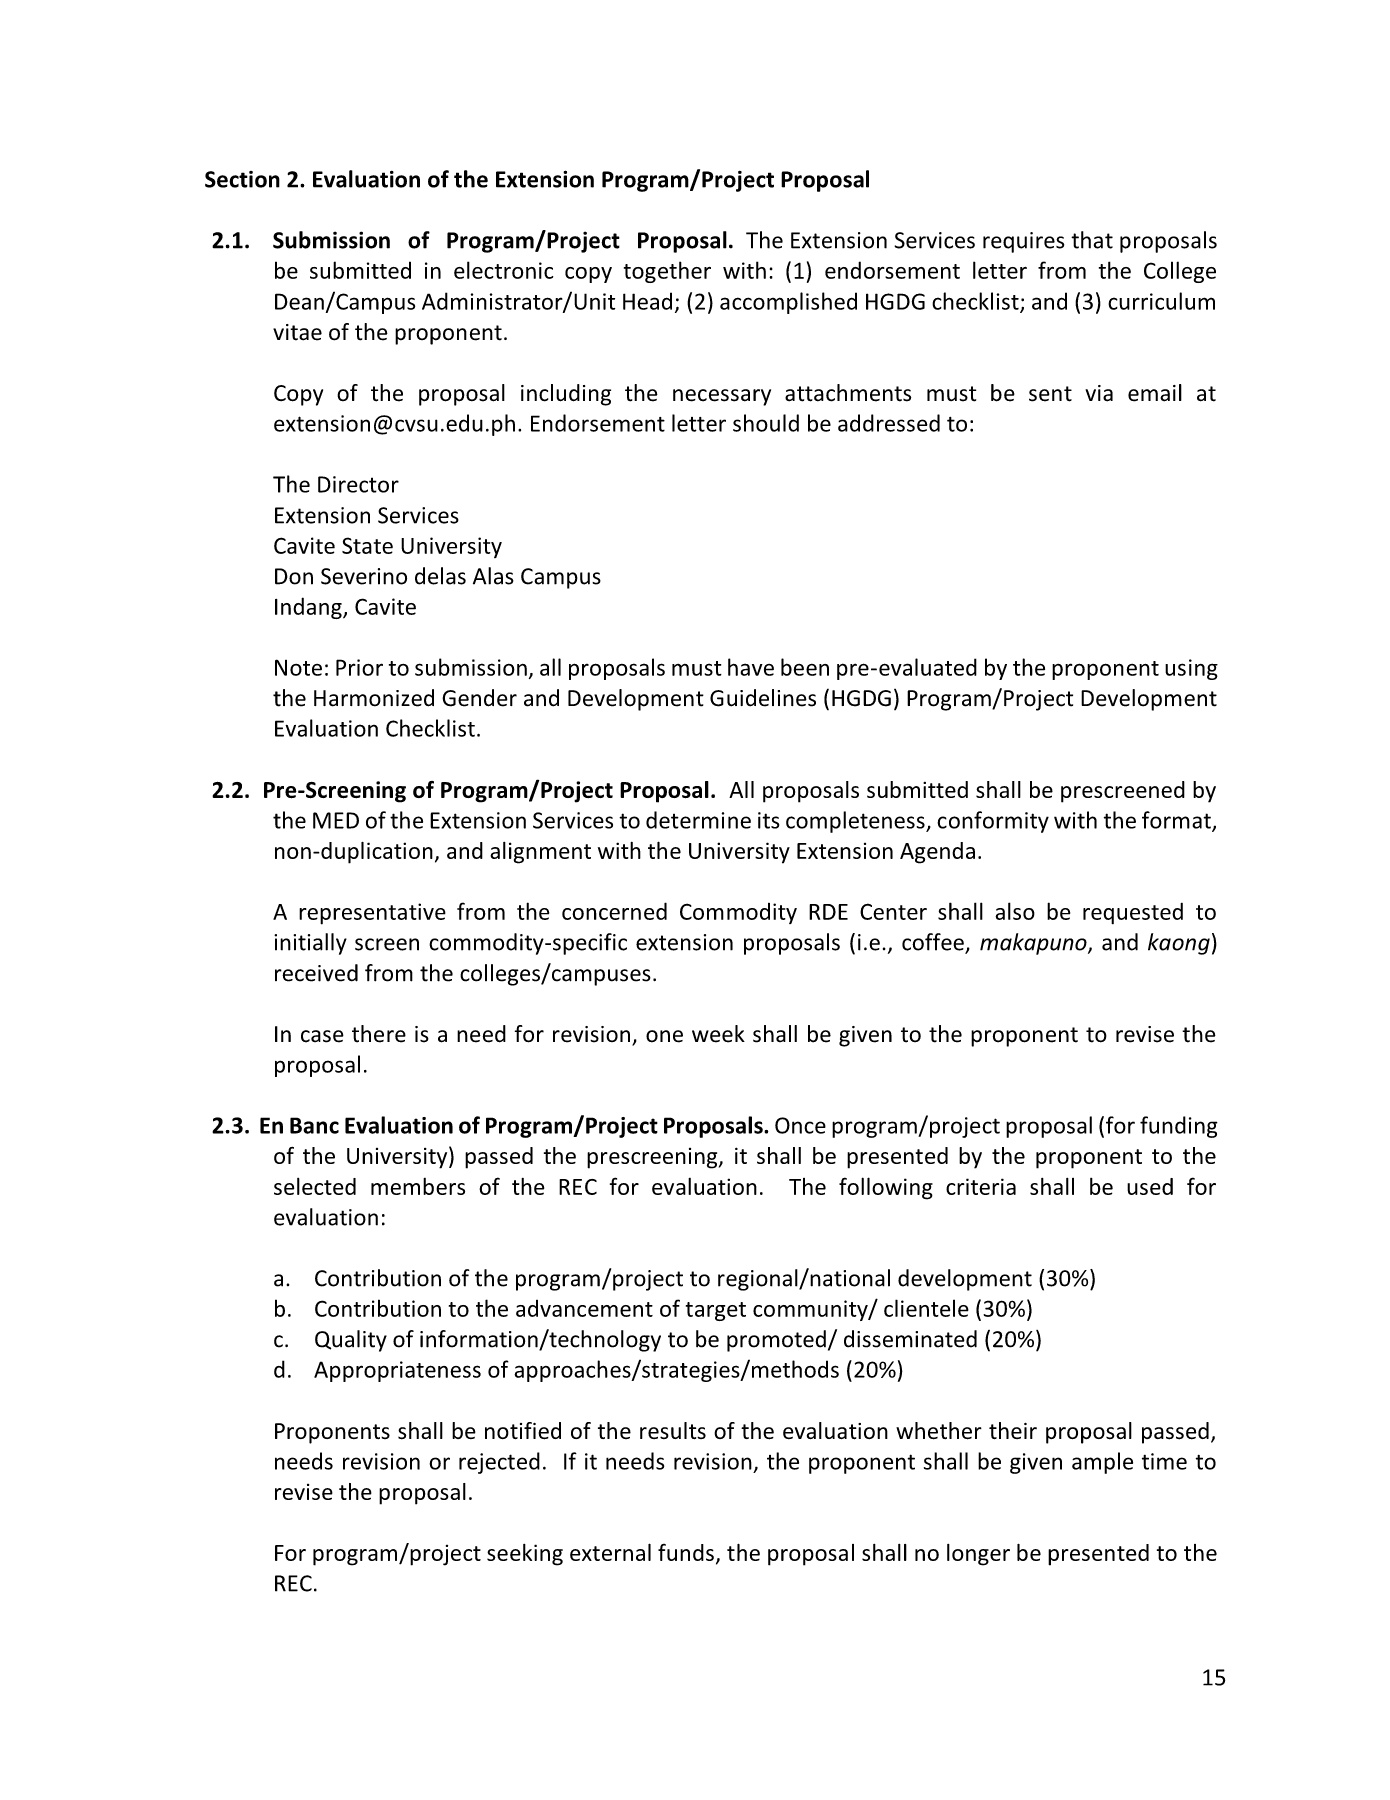 Section 2. Evaluation of the Extension Program/Project Proposal
2.1. Submission of Program/Project Proposal. The Extension Services requires that proposals
be submitted in electronic copy together with: (1) endorsement letter from the College
Dean/Campus Administrator/Unit Head; (2) accomplished HGDG checklist; and (3) curriculum
vitae of the proponent.
Copy of the proposal including the necessary attachments must be sent via email at
extension@cvsu.edu.ph. Endorsement letter should be addressed to:
The Director
Extension Services
Cavite State University
Don Severino delas Alas Campus
Indang, Cavite
Note: Prior to submission, all proposals must have been pre-evaluated by the proponent using
the Harmonized Gender and Development Guidelines (HGDG) Program/Project Development
Evaluation Checklist.
2.2. Pre-Screening of Program/Project Proposal. All proposals submitted shall be prescreened by
the MED of the Extension Services to determine its completeness, conformity with the format,
non-duplication, and alignment with the University Extension Agenda.
A representative from the concerned Commodity RDE Center shall also be requested to
initially screen commodity-specific extension proposals (i.e., coffee, makapuno, and kaong)
received from the colleges/campuses.
In case there is a need for revision, one week shall be given to the proponent to revise the
proposal.
2.3. En Banc Evaluation of Program/Project Proposals. Once program/project proposal (for funding
of the University) passed the prescreening, it shall be presented by the proponent to the
selected members of the REC for evaluation. The following criteria shall be used for
evaluation:
a. Contribution of the program/project to regional/national development (30%)
b. Contribution to the advancement of target community/ clientele (30%)
c. Quality of information/technology to be promoted/ disseminated (20%)
d. Appropriateness of approaches/strategies/methods (20%)
Proponents shall be notified of the results of the evaluation whether their proposal passed,
needs revision or rejected. If it needs revision, the proponent shall be given ample time to
revise the proposal.
For program/project seeking external funds, the proposal shall no longer be presented to the
REC.
15